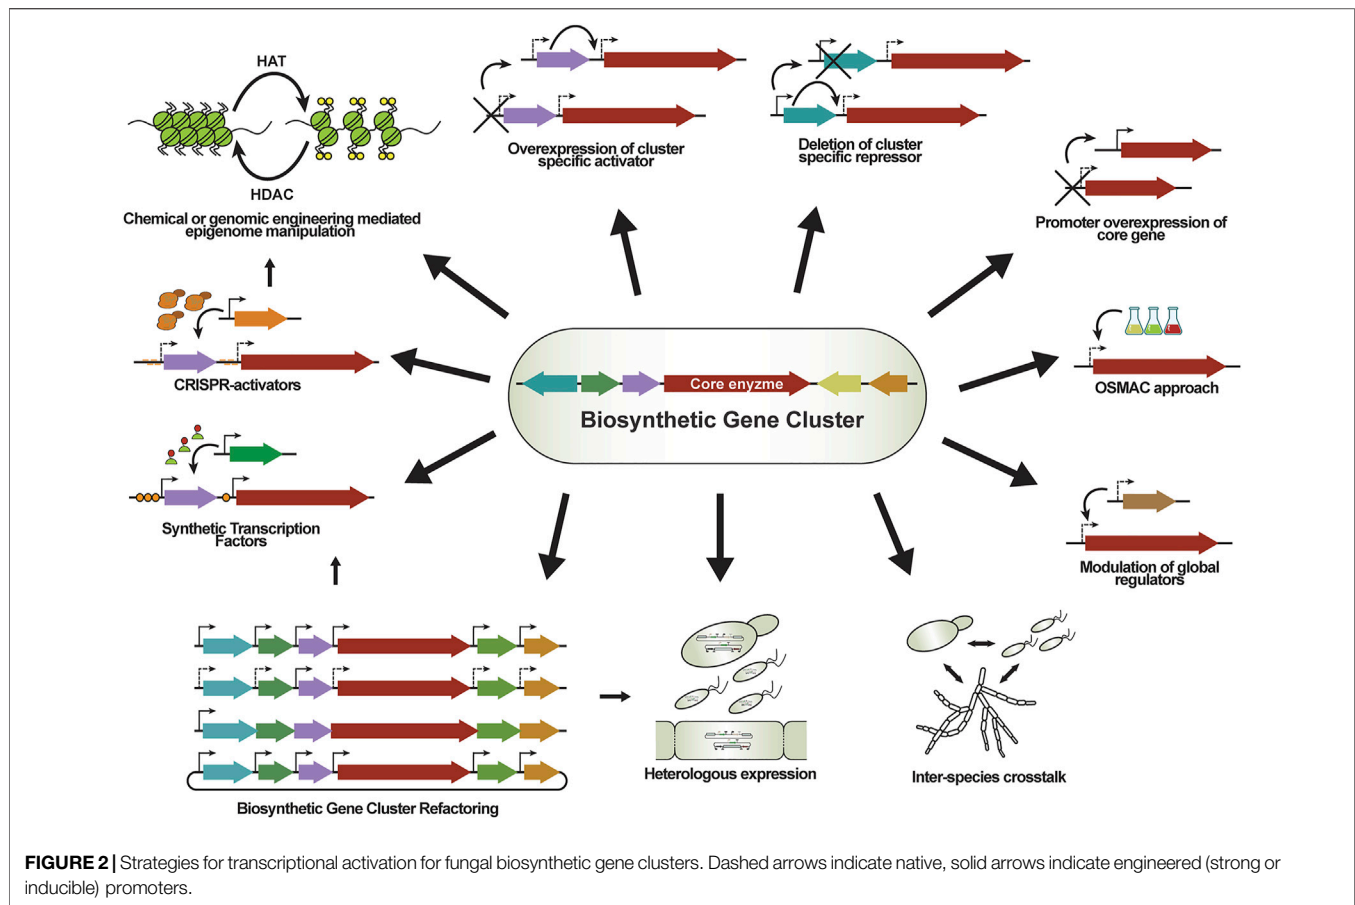 HAT
HDAC
Chemical or genomic engineering mediated
epigenome manipulation
Overexpression of cluster
specific activator
Deletion of cluster
specific repressor
Promoter overexpression of
core gene
CRISPR-activators
OSMAC approach
Core enyzme
Biosynthetic Gene Cluster
Synthetic Transcription
Factors
Modulation of global
regulators
Biosynthetic Gene Cluster Refactoring
Heterologous expression
Inter-species crosstalk
FIGURE 2 | Strategies for transcriptional activation for fungal biosynthetic gene clusters. Dashed arrows indicate native, solid arrows indicate engineered (strong or
inducible) promoters.